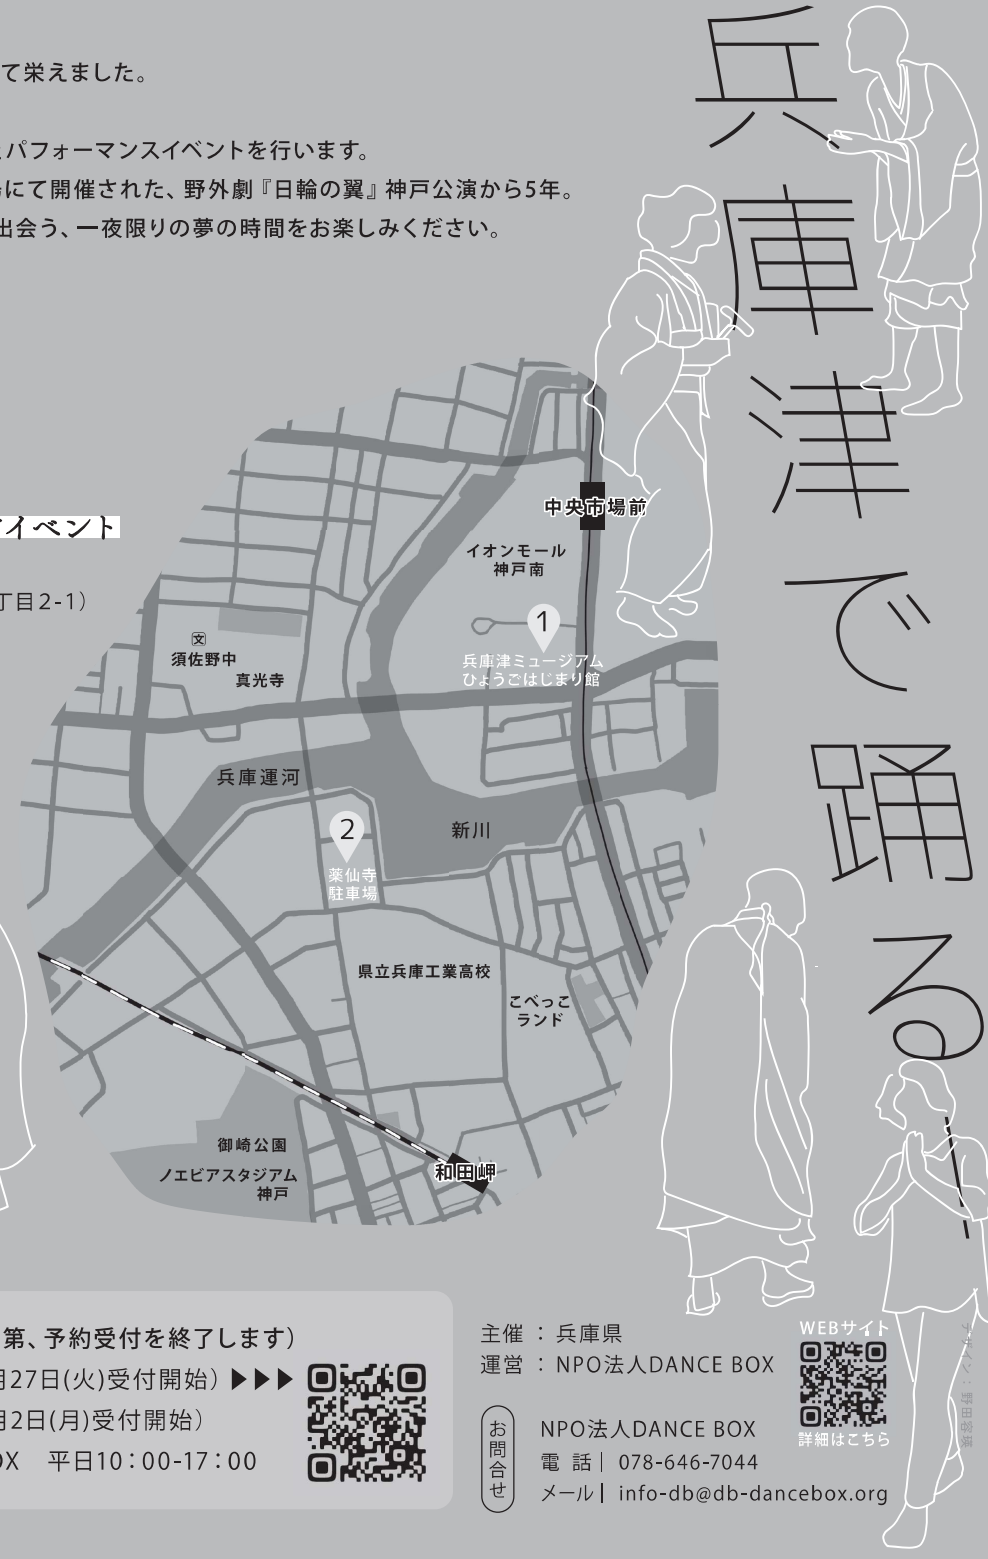 兵庫津で踊る
て栄えました。
パフォーマンスイベントを行います。
にて開催された、野外劇『日輪の翼』神戸公演から5年。
出会う、一夜限りの夢の時間をお楽しみください。
イベント
丁目2-1）
中央市場前
イオンモール
神戸南
1
兵庫津ミュージアム
ひょうごはじまり館
文
須佐野中
真光寺
兵庫運河
新川
2
薬仙寺
駐車場
県立兵庫工業高校
こべっこ
ランド
御崎公園
ノエビアスタジアム
神戸
和田岬
第、予約受付を終了します）
月27日(火)受付開始）▶▶▶
月2日(月)受付開始）
OX　平日10：00-17：00
主催 ： 兵庫県
運営 ： NPO法人DANCE BOX
お問合せ
NPO法人DANCE BOX
電 話| 078-646-7044
メール| info-db@db-dancebox.org
WEBサイト
詳細はこちら